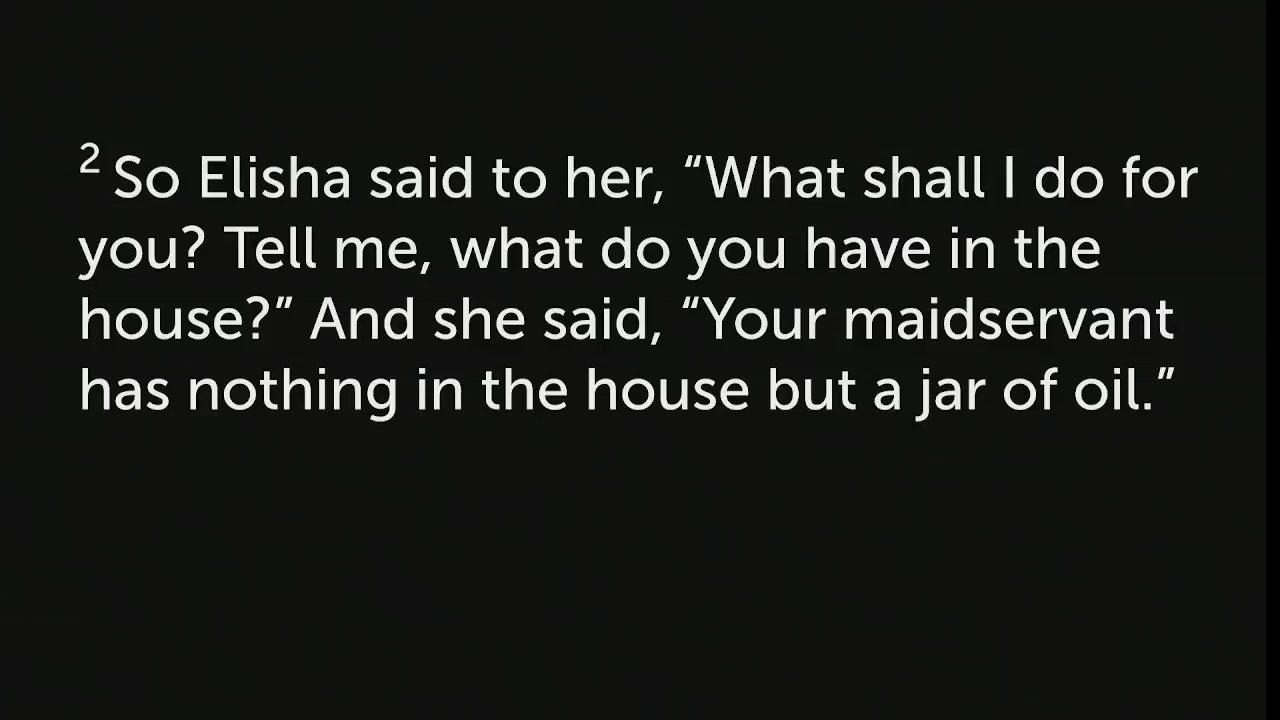 2 So Elisha said to her, “What shall I do for
you? Tell me, what do you have in the
house?” And she said, “Your maidservant
has nothing in the house but a jar of oil.”